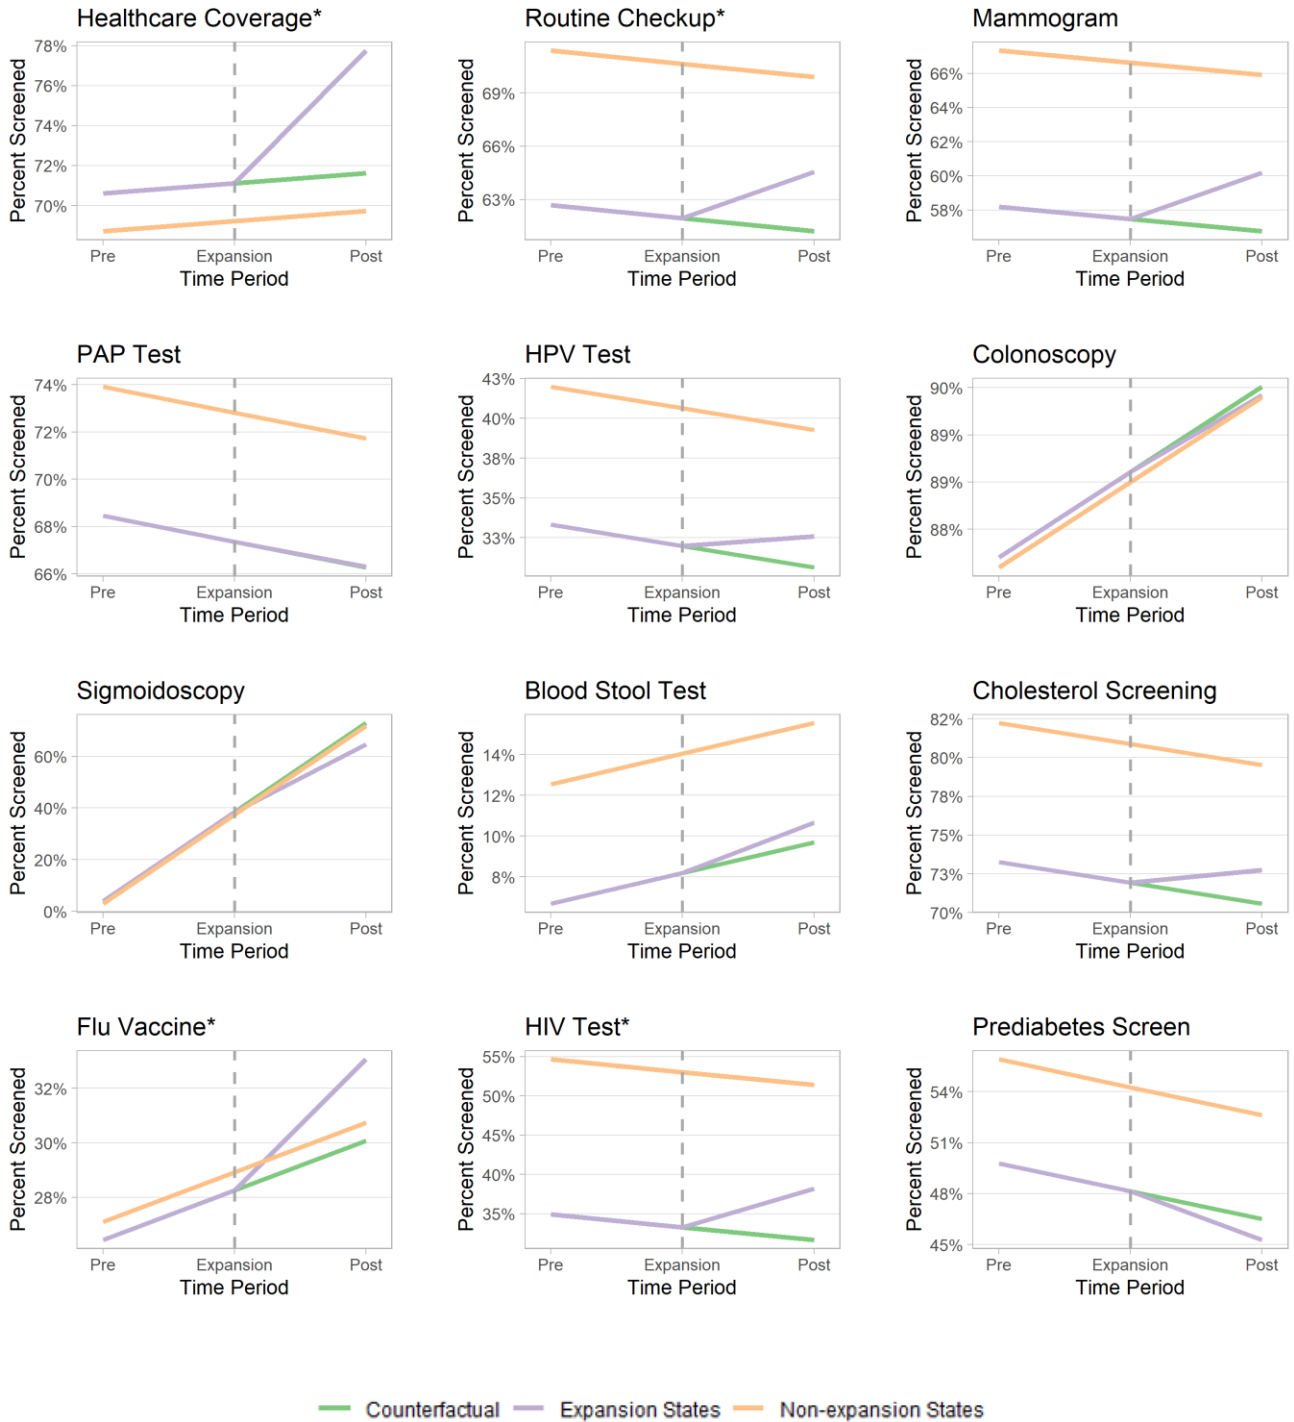 Healthcare Coverage*
Percent Screened
78%
76%
74%
72%
70%
Pre Expansion Post
Time Period
Routine Checkup*
Percent Screened
69%
66%
63%
Pre Expansion Post
Time Period
Mammogram
Percent Screened
66%
64%
62%
60%
58%
Pre Expansion Post
Time Period
PAP Test
Percent Screened
74%
72%
70%
68%
66%
Pre Expansion Post
Time Period
HPV Test
Percent Screened
43%
40%
38%
35%
33%
Pre Expansion Post
Time Period
Colonoscopy
Percent Screened
90%
89%
89%
88%
Pre Expansion Post
Time Period
Sigmoidoscopy
Percent Screened
60%
40%
20%
0%
Pre Expansion Post
Time Period
Blood Stool Test
Percent Screened
14%
12%
10%
8%
Pre Expansion Post
Time Period
Cholesterol Screening
Percent Screened
82%
80%
78%
75%
73%
70%
Pre Expansion Post
Time Period
Flu Vaccine*
Percent Screened
32%
30%
28%
Pre Expansion Post
Time Period
HIV Test*
Percent Screened
55%
50%
45%
40%
35%
Pre Expansion Post
Time Period
Prediabetes Screen
Percent Screened
54%
51%
48%
45%
Pre Expansion Post
Time Period
Counterfactual Expansion States Non-expansion States